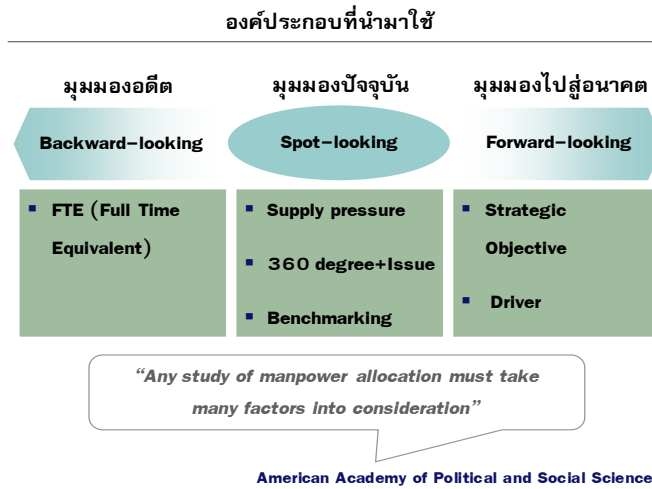 องค์ประกอบที่นำมาใช้
มุมมองอดีต
มุมมองปัจจุบัน
มุมมองไปสู่อนาคต
Backward-looking
Spot-looking
Forward-looking
FTE (Full Time
Equivalent)
Supply pressure
360 degree+Issue
Benchmarking
Strategic
Objective
Driver
“Any study of manpower allocation must take
many factors into consideration”
American Academy of Political and Social Science